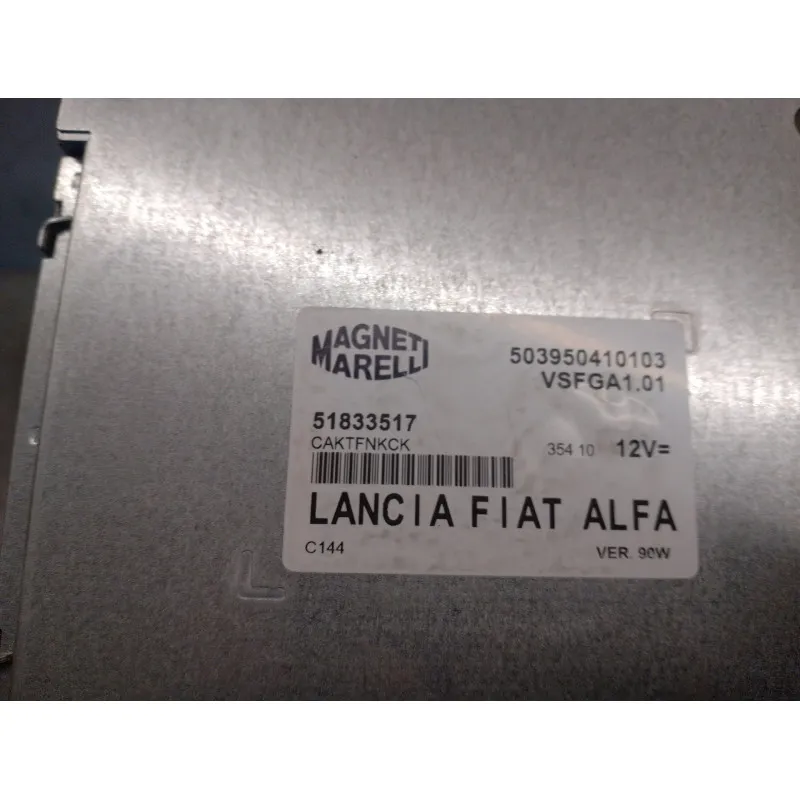 MAGNETI
MARELLI
503950410103
VSFGA1.01
51833517
CAKTFNKCK
354 10 12V=
LANCIA FIAT ALFA
C144
VER. 90W